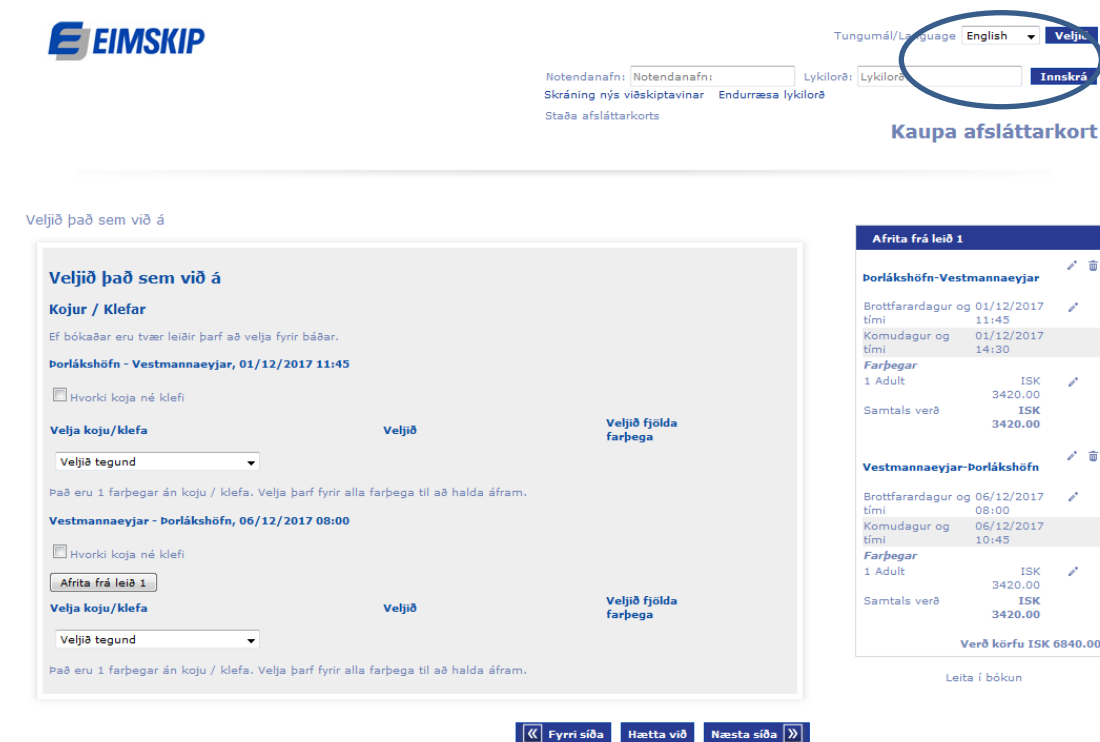 EIMSKIP
Tungumál/Language English Veljið
Notendanafn: Notendanafn: Lykilorð: Lykilorð Innskrá
Skráning nýs viðskiptavinar Endurræsa lykilorð
Staða afsláttarkorts
Kaupa afsláttarkort
Veljið það sem við á
Veljið það sem við á
Kojur / Klefar
Ef bókaðar eru tvær leiðir þarf að velja fyrir báðar.
Þorlákshöfn - Vestmannaeyjar, 01/12/2017 11:45
Hvorki koja né klefi
Velja koju/klefa Veljið Veljið fjölda
farþega
Veljið tegund
Það eru 1 farþegar án koju / klefa. Velja þarf fyrir alla farþega til að halda áfram.
Vestmannaeyjar - Þorlákshöfn, 06/12/2017 08:00
Hvorki koja né klefi
Afrita frá leið 1
Velja koju/klefa Veljið Veljið fjölda
farþega
Veljið tegund
Það eru 1 farþegar án koju / klefa. Velja þarf fyrir alla farþega til að halda áfram.
Afrita frá leið 1
Þorlákshöfn-Vestmannaeyjar
Brottfarardagur og 01/12/2017
tími 11:45
Komudagur og 01/12/2017
tími 14:30
Farþegar
1 Adult ISK
3420.00
Samtals verð ISK
3420.00
Vestmannaeyjar-Þorlákshöfn
Brottfarardagur og 06/12/2017
tími 08:00
Komudagur og 06/12/2017
tími 10:45
Farþegar
1 Adult ISK
3420.00
Samtals verð ISK
3420.00
Verð körfu ISK 6840.00
Leita í bókun
Fyrri síða Hætta við Næsta síða